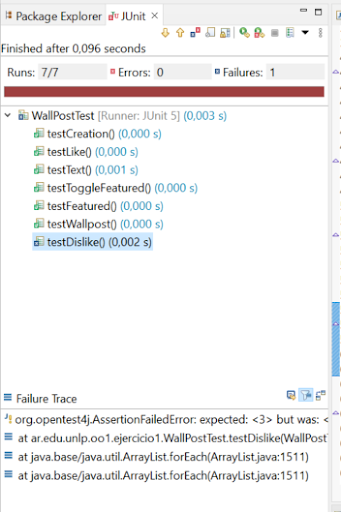 Package Explorer JUnit
Finished after 0,096 seconds
Runs: 7/7 Errors: 0 Failures: 1
WallPostTest [Runner: JUnit 5] (0,003 s)
testCreation() (0,000 s)
testLike() (0,000 s)
testText() (0,001 s)
testToggleFeatured() (0,000 s)
testFeatured() (0,000 s)
testWallpost() (0,000 s)
testDislike() (0,002 s)
Failure Trace
org.opentest4j.AssertionFailedError: expected: <3> but was: <
at ar.edu.unlp.oo1.ejercicio1.WallPostTest.testDislike(WallPost
at java.base/java.util.ArrayList.forEach(ArrayList.java:1511)
at java.base/java.util.ArrayList.forEach(ArrayList.java:1511)